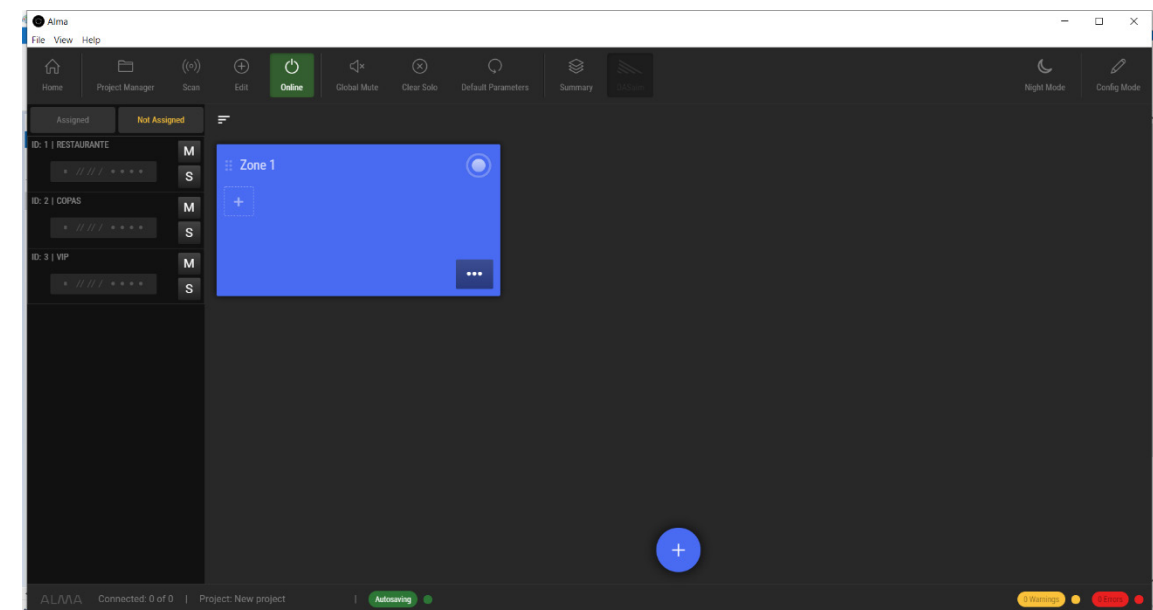 Alma
File View Help
Home Project Manager Scan Edit Online Global Mute Clear Solo Default Parameters Summary Night Mode Config Mode
Assigned Not Assigned
ID: 1 | RESTAURANTE
M
S
ID: 2 | COPAS
M
S
ID: 3 | VIP
M
S
Zone 1
ALMA Connected: 0 of 0 | Project: New project | Autosaving 0 Warnings 0 Errors